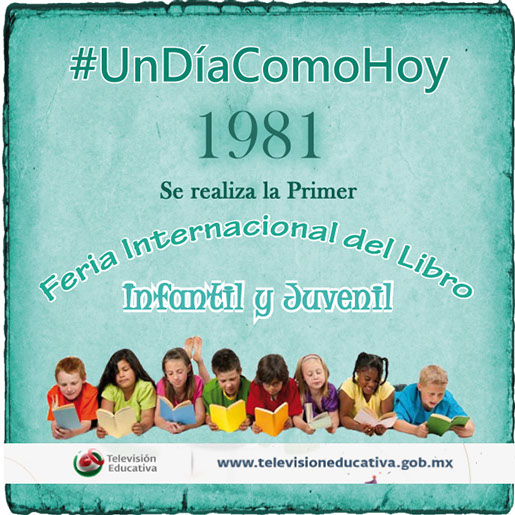 #UnDíaComoHoy
1981
Se realiza la Primer
Feria Internacional del Libro
Infantil y Juvenil
Televisión
Educativa
www.televisioneducativa.gob.mx